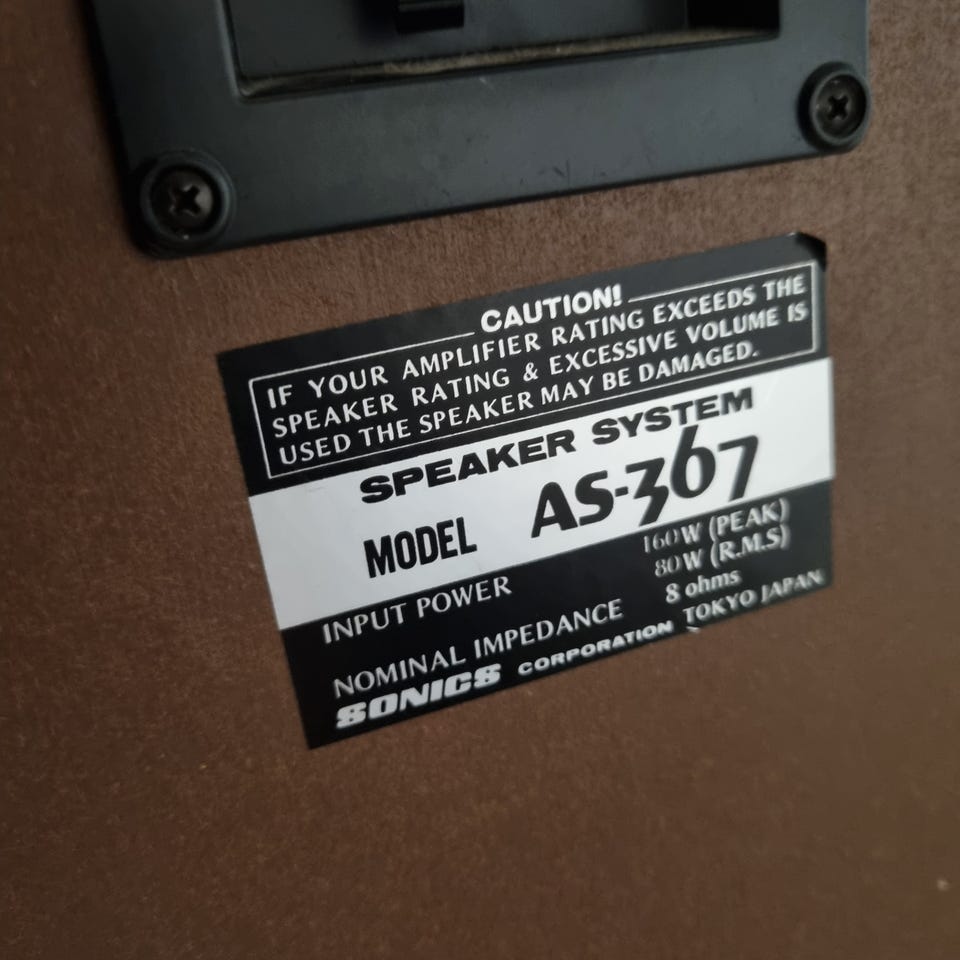 CAUTION!
IF YOUR AMPLIFIER RATING EXCEEDS THE
SPEAKER RATING & EXCESSIVE VOLUME IS
USED THE SPEAKER MAY BE DAMAGED.
SPEAKER SYSTEM
MODEL AS-367
INPUT POWER 160W (PEAK)
80W (R.M.S)
NOMINAL IMPEDANCE 8 ohms
SONICS CORPORATION TOKYO JAPAN